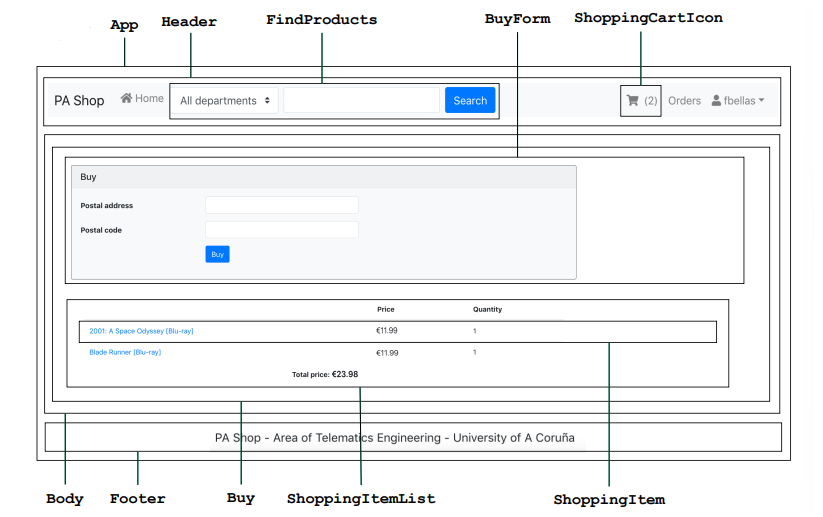 App Header FindProducts BuyForm ShoppingCartIcon
PA Shop Home All departments Search (2) Orders fbellas
Buy
Postal address
Postal code
Buy
Price Quantity
2001: A Space Odyssey [Blu-ray] €11.99 1
Blade Runner [Blu-ray] €11.99 1
Total price: €23.98
PA Shop - Area of Telematics Engineering - University of A Coruña
Body Footer Buy ShoppingItemList ShoppingItem